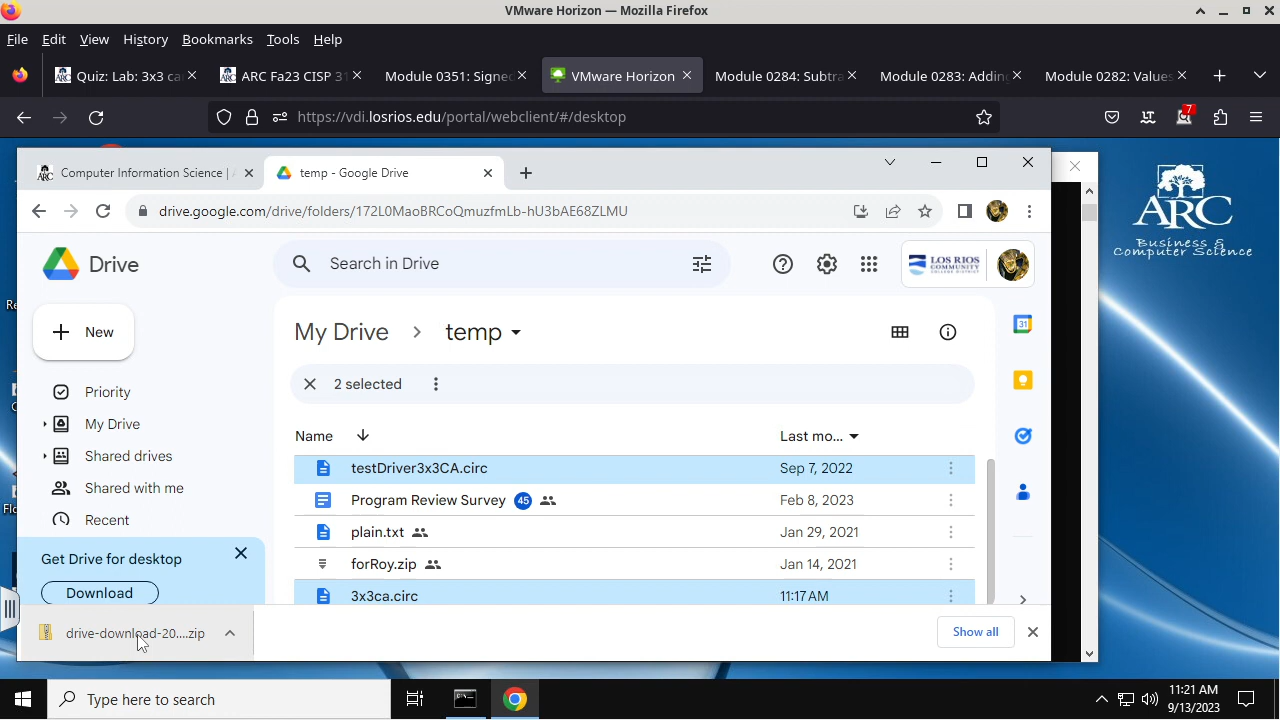 VMware Horizon — Mozilla Firefox
File Edit View History Bookmarks Tools Help
Quiz: Lab: 3x3 ca
ARC Fa23 CISP 31
Module 0351: Signe
VMware Horizon
Module 0284: Subtra
Module 0283: Addin
Module 0282: Values
https://vdi.losrios.edu/portal/webclient/#/desktop
7
Computer Information Science |
temp - Google Drive
drive.google.com/drive/folders/172L0MaoBRCoQmuzfmLb-hU3bAE68ZLMU
ARC
Business &
Computer Science
Drive
Search in Drive
LOS RIOS
COMMUNITY
COLLEGE DISTRICT
New
My Drive
temp
31
2 selected
Priority
My Drive
Shared drives
Shared with me
Recent
Name
Last mo...
testDriver3x3CA.circ
Sep 7, 2022
Program Review Survey 45
Feb 8, 2023
plain.txt
Jan 29, 2021
forRoy.zip
Jan 14, 2021
3x3ca.circ
11:17 AM
Get Drive for desktop
Download
drive-download-20....zip
Show all
Type here to search
11:21 AM
9/13/2023